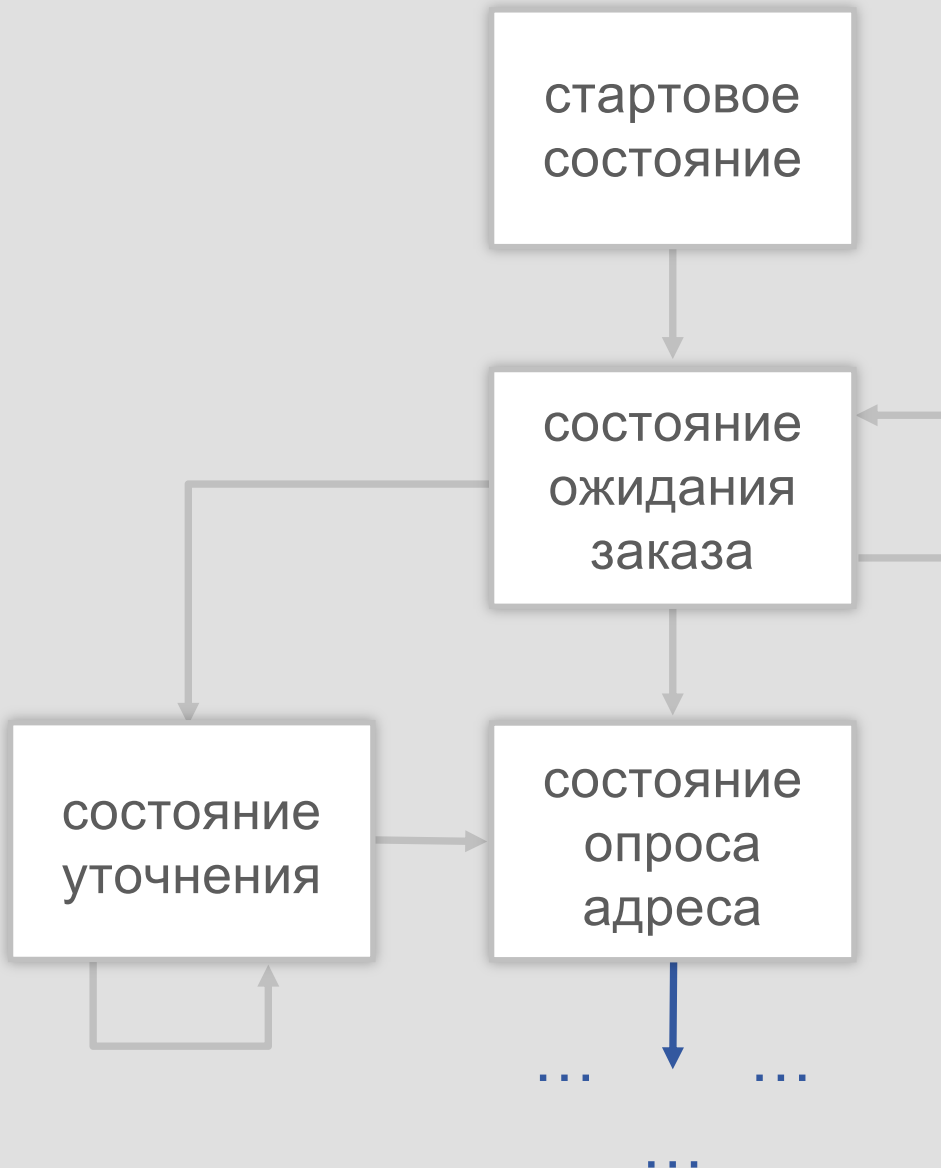 стартовое
состояние
состояние
ожидания
заказа
состояние
уточнения
состояние
опроса
адреса
... ...
...